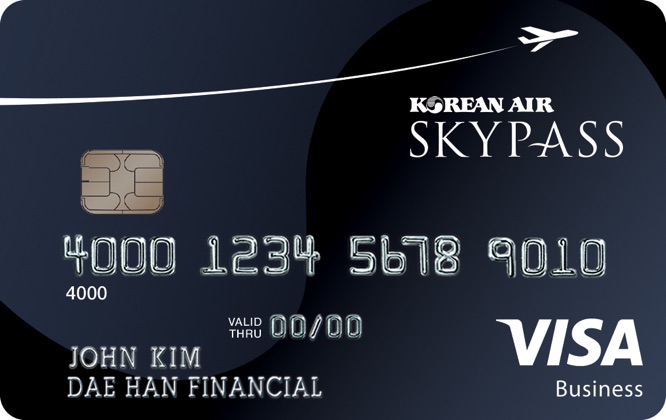 KOREAN AIR
SKYPASS
4000 1234 5678 9010
4000
VALID
THRU 00/00
JOHN KIM
DAE HAN FINANCIAL
VISA
Business